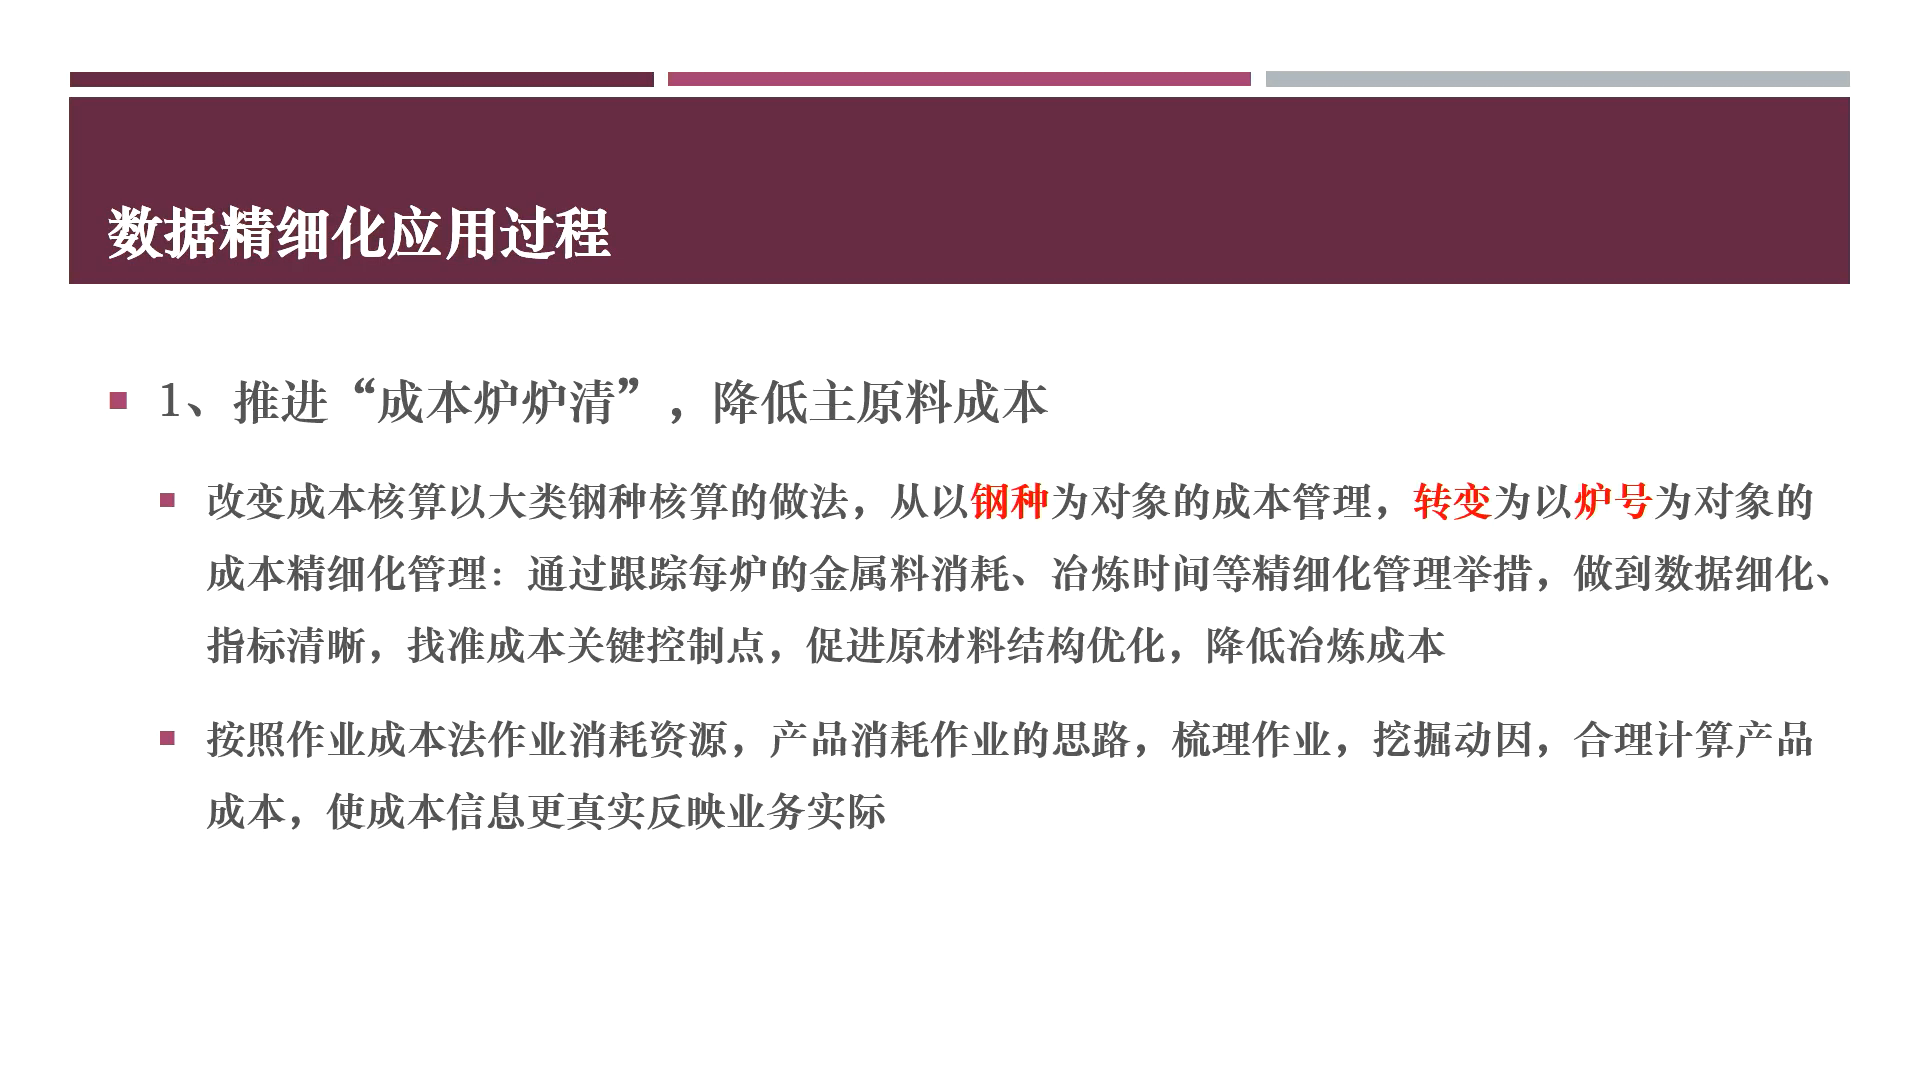 数据精细化应用过程
1、推进“成本炉炉清”，降低主原料成本
改变成本核算以大类钢种核算的做法，从以钢种为对象的成本管理，转变为以炉号为对象的
成本精细化管理：通过跟踪每炉的金属料消耗、冶炼时间等精细化管理举措，做到数据细化、
指标清晰，找准成本关键控制点，促进原材料结构优化，降低冶炼成本
按照作业成本法作业消耗资源，产品消耗作业的思路，梳理作业，挖掘动因，合理计算产品
成本，使成本信息更真实反映业务实际